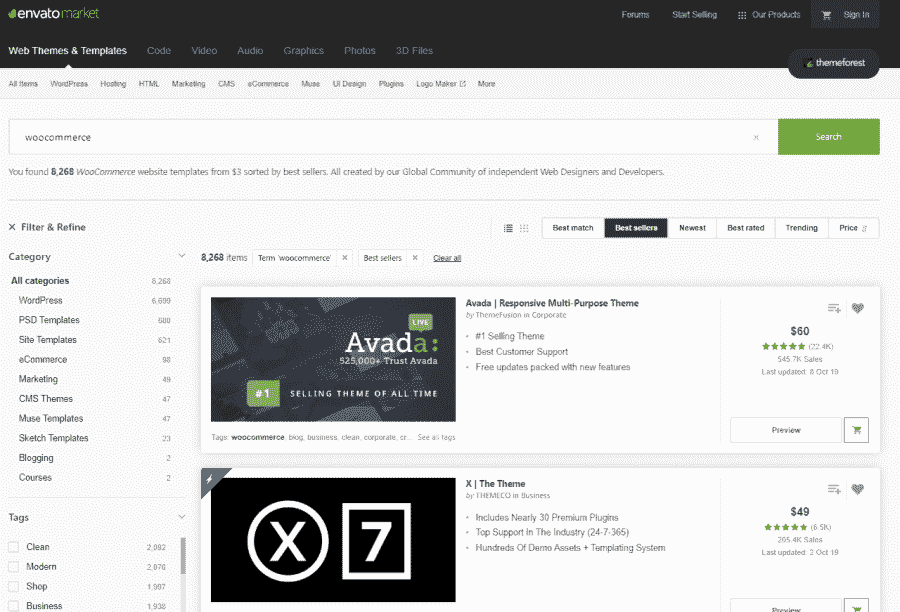 envato market
Forums Start Selling Our Products Sign In
Web Themes & Templates Code Video Audio Graphics Photos 3D Files
themeforest
All Items WordPress Hosting HTML Marketing CMS eCommerce Muse UI Design Plugins Logo Maker More
woocommerce
Search
You found 8,268 WooCommerce website templates from $3 sorted by best sellers. All created by our Global Community of independent Web Designers and Developers.
Filter & Refine
Best match Best sellers Newest Best rated Trending Price
Category
8,268 items Term 'woocommerce' Best sellers Clear all
All categories 8,268
WordPress 6,699
PSD Templates 680
Site Templates 621
eCommerce 98
Marketing 49
CMS Themes 47
Muse Templates 47
Sketch Templates 23
Blogging 2
Courses 2
Tags
Clean 2,092
Modern 2,070
Shop 1,997
Business 1,938
LIVE
Avada:
525,000+ Trust Avada
#1 SELLING THEME OF ALL TIME
Tags: woocommerce, blog, business, clean, corporate, cr... See all tags
Avada | Responsive Multi-Purpose Theme
by ThemeFusion in Corporate
#1 Selling Theme
Best Customer Support
Free updates packed with new features
$60
(22.4K)
545.7K Sales
Last updated: 8 Oct 19
Preview
X 7
X | The Theme
by THEMECO in Business
Includes Nearly 30 Premium Plugins
Top Support In The Industry (24-7-365)
Hundreds Of Demo Assets + Templating System
$49
(6.5K)
205.4K Sales
Last updated: 2 Oct 19
Preview